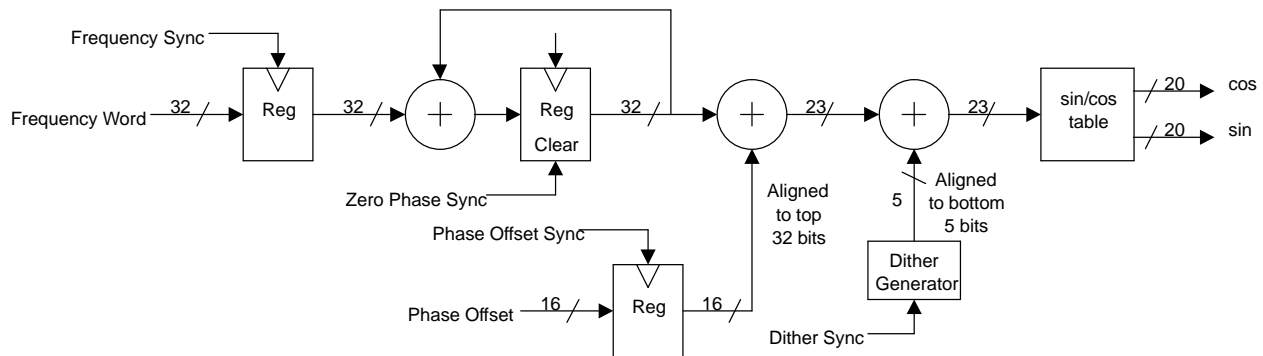 Frequency Sync
Frequency Word
32
Reg
32
+
Reg
Clear
32
Zero Phase Sync
+
23
+
23
sin/cos
table
20
cos
20
sin
Aligned
to top
32 bits
5
Aligned
to bottom
5 bits
Phase Offset Sync
Phase Offset
16
Reg
16
Dither
Generator
Dither Sync